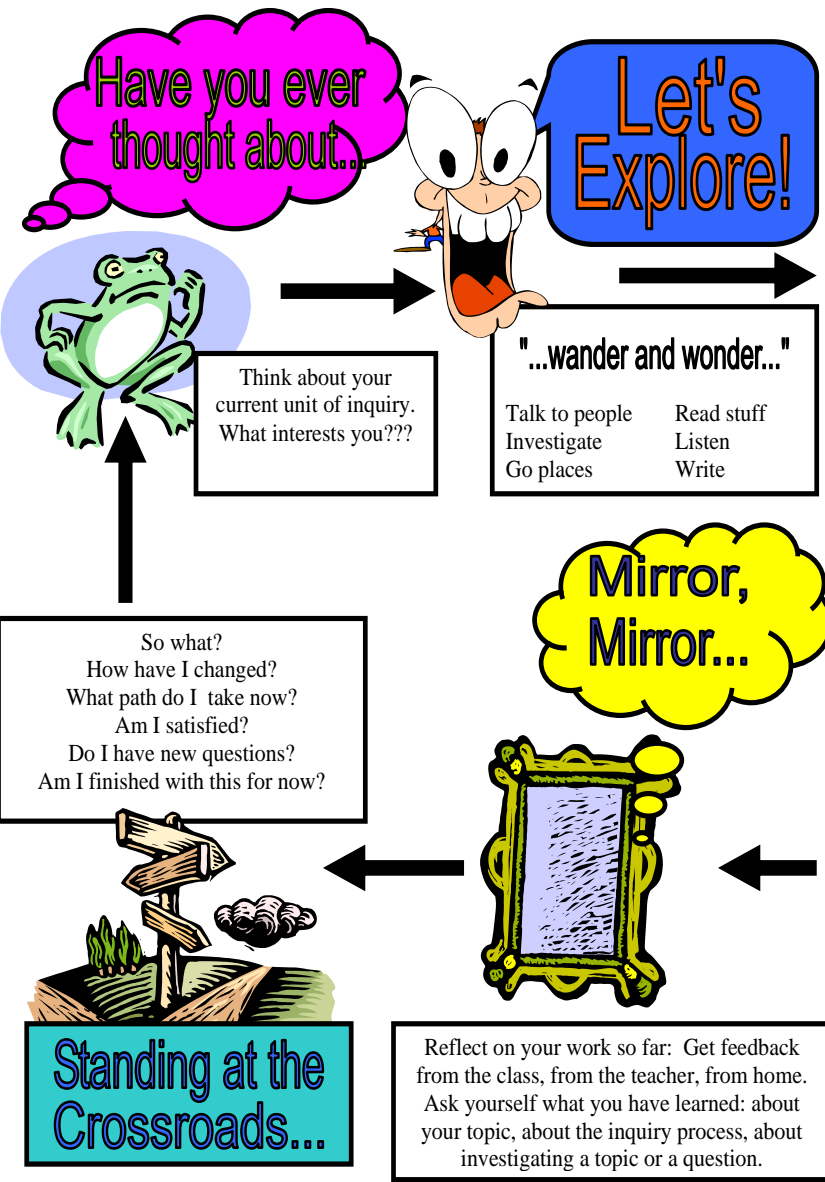 Have you ever
thought about...
Let's
Explore!
Think about your
current unit of inquiry.
What interests you???
"...wander and wonder..."
Talk to people Read stuff
Investigate Listen
Go places Write
Mirror,
Mirror...
So what?
How have I changed?
What path do I take now?
Am I satisfied?
Do I have new questions?
Am I finished with this for now?
Standing at the
Crossroads...
Reflect on your work so far: Get feedback
from the class, from the teacher, from home.
Ask yourself what you have learned: about
your topic, about the inquiry process, about
investigating a topic or a question.